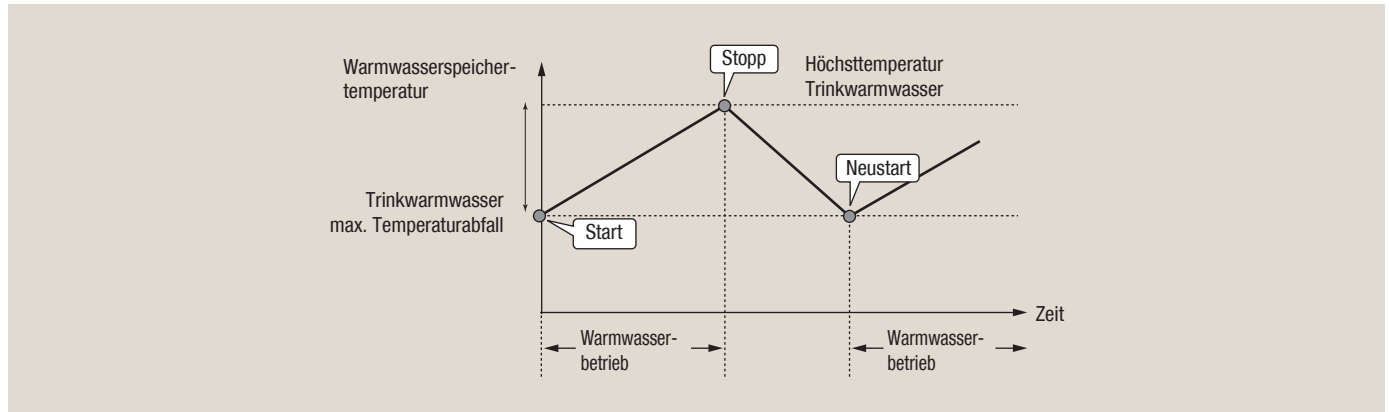 Warmwasserspeicher-
temperatur
Stopp
Höchsttemperatur
Trinkwarmwasser
Neustart
Trinkwarmwasser
max. Temperaturabfall
Start
Zeit
Warmwasser-
betrieb
Warmwasser-
betrieb